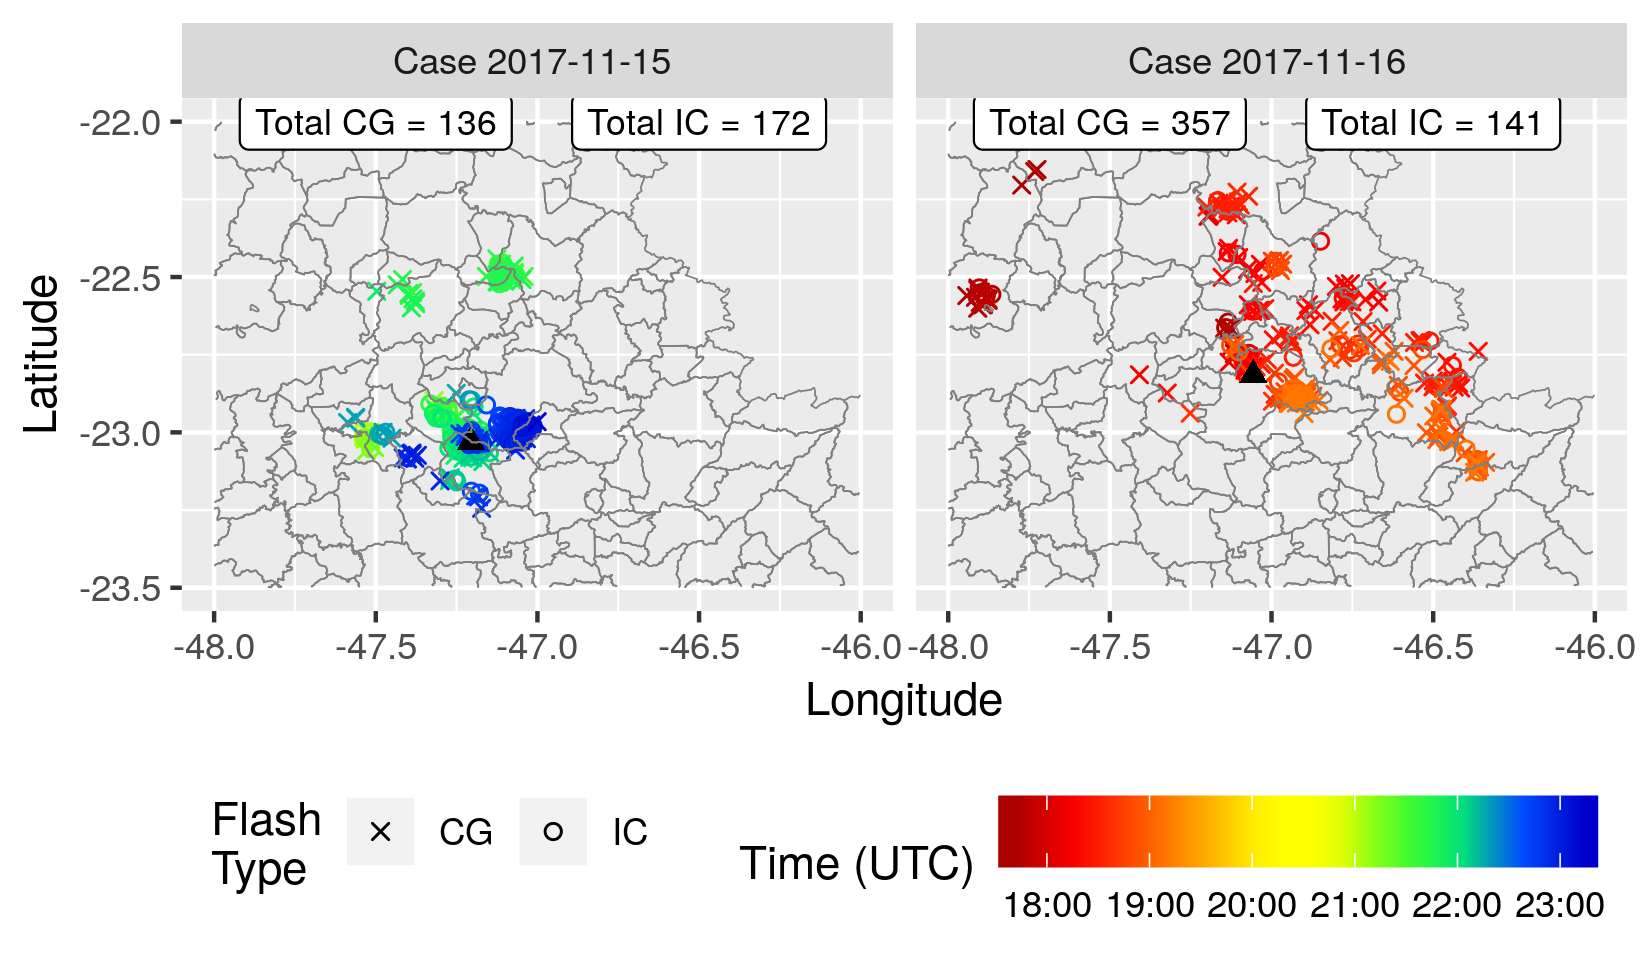 Case 2017-11-15
Case 2017-11-16
Total CG = 136
Total IC = 172
Total CG = 357
Total IC = 141
Latitude
-22.0
-22.5
-23.0
-23.5
-48.0 -47.5 -47.0 -46.5 -46.0
-48.0 -47.5 -47.0 -46.5 -46.0
Longitude
Flash
Type
CG
IC
Time (UTC)
18:00 19:00 20:00 21:00 22:00 23:00